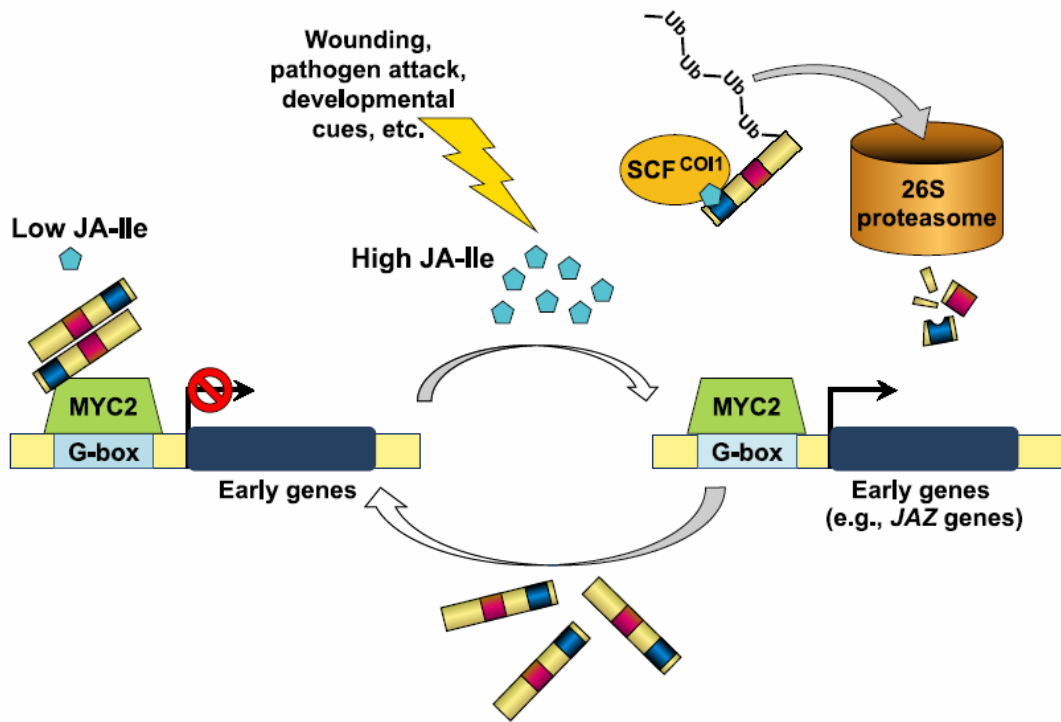 Wounding,
pathogen attack,
developmental
cues, etc.
Ub
Ub
Ub
Ub
SCF COI1
26S
proteasome
Low JA-Ile
High JA-Ile
MYC2
G-box
Early genes
MYC2
G-box
Early genes
(e.g., JAZ genes)